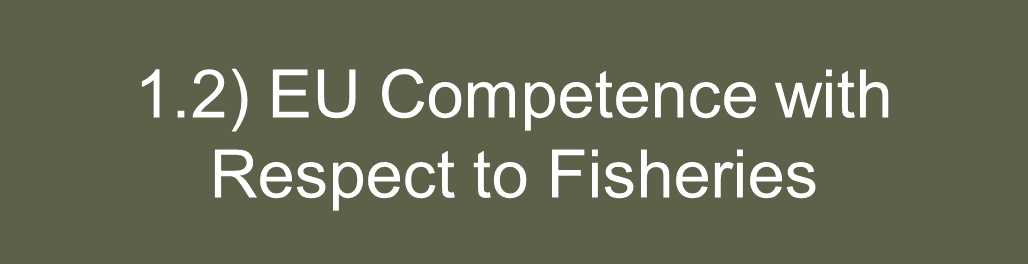 1.2) EU Competence with
Respect to Fisheries